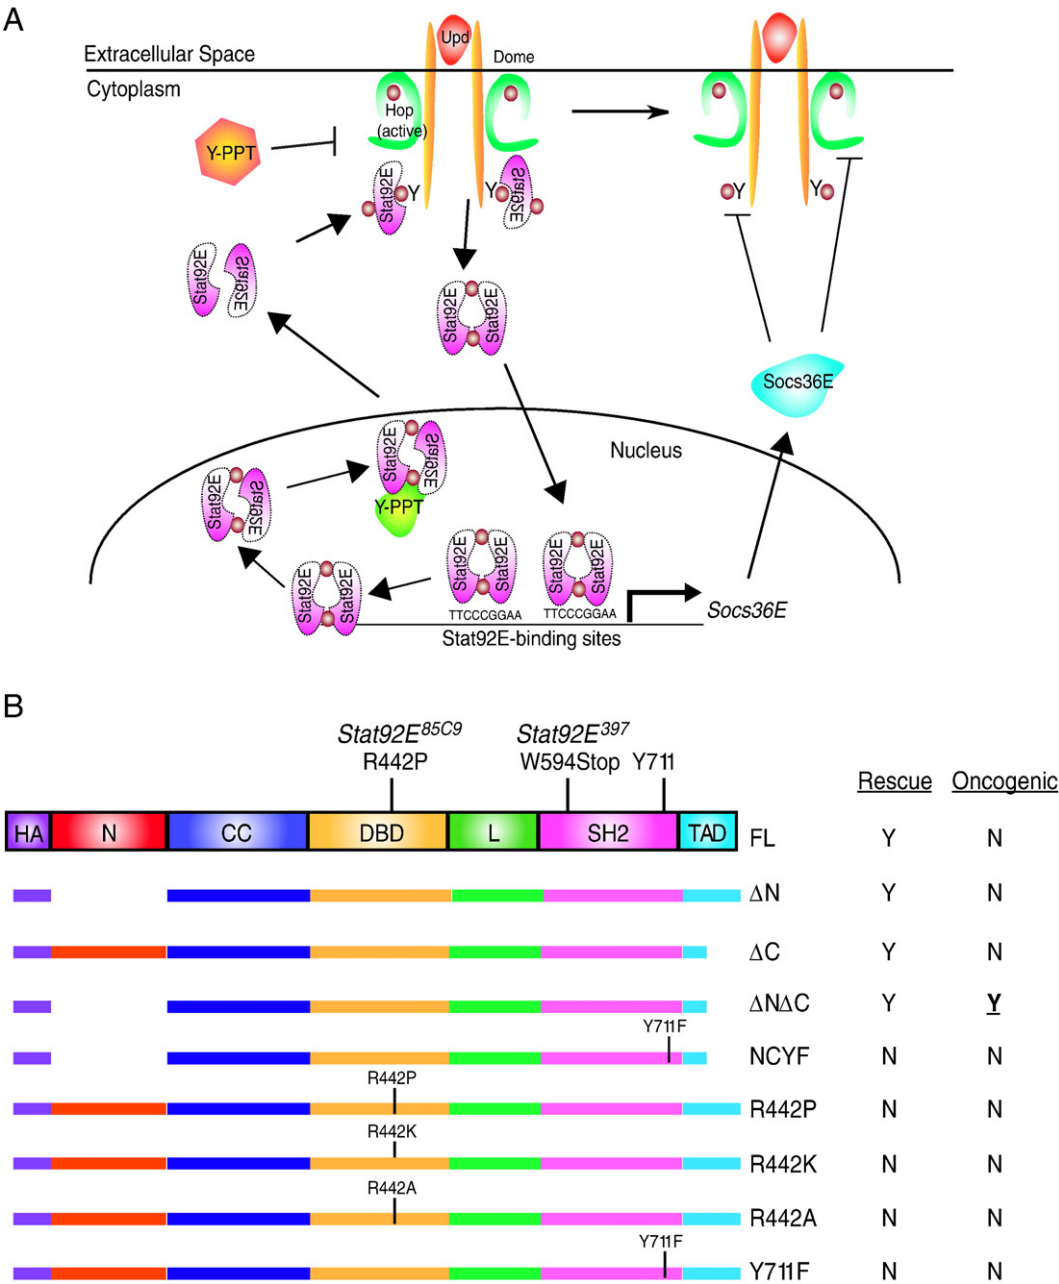 A
Extracellular Space
Upd
Dome
Cytoplasm
Hop
(active)
Y-PPT
Stat92E
Y
Y
Stat92E
Y
Y
Stat92E
Stat92E
Stat92E
Stat92E
Socs36E
Nucleus
Stat92E
Stat92E
Y-PPT
Stat92E
Stat92E
Stat92E
Stat92E
Stat92E
Stat92E
Stat92E
Stat92E
TTCCCGGAA
TTCCCGGAA
Socs36E
Stat92E-binding sites
B
Stat92E85C9
Stat92E397
R442P
W594Stop
Y711
Rescue
Oncogenic
HA
N
CC
DBD
L
SH2
TAD
FL
Y
N
ΔN
Y
N
ΔC
Y
N
ΔNΔC
Y
Y
Y711F
NCYF
N
N
R442P
R442P
N
N
R442K
R442K
N
N
R442A
R442A
N
N
Y711F
Y711F
N
N